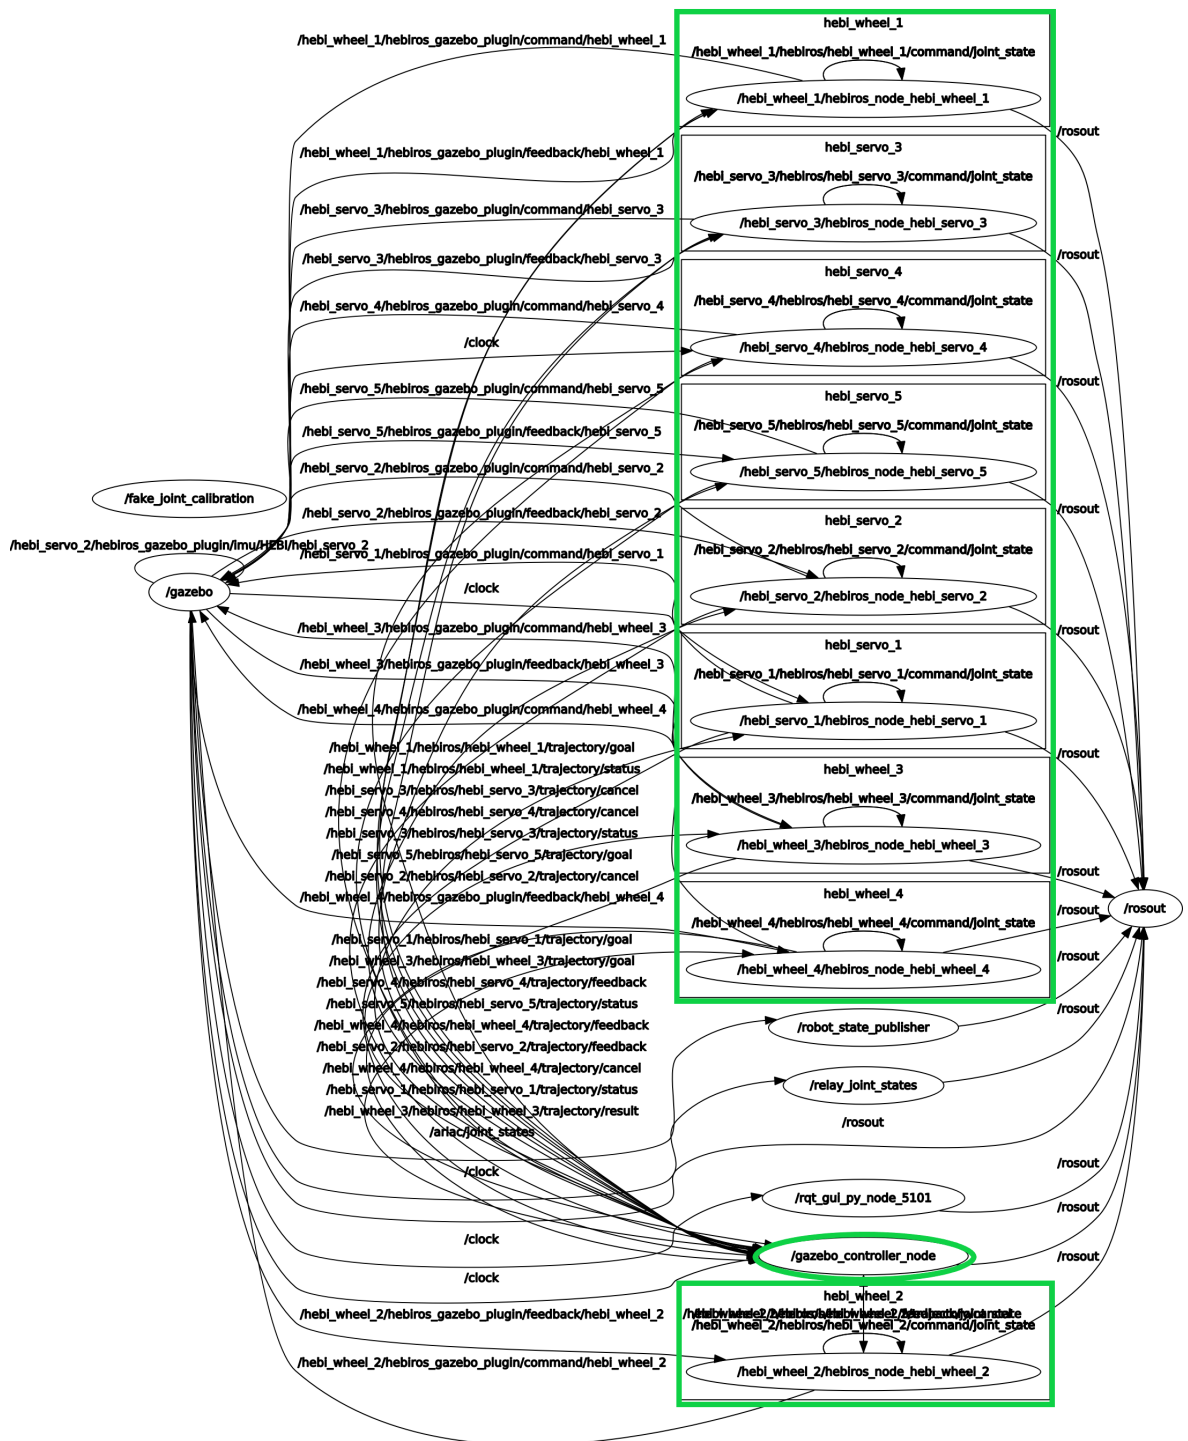 hebi_wheel_1
/hebi_wheel_1/hebiros_gazebo_plugin/command/hebi_wheel_1
/hebi_wheel_1/hebiros/hebi_wheel_1/command/joint_state
/hebi_wheel_1/hebiros_node_hebi_wheel_1
/rosout
hebi_servo_3
/hebi_wheel_1/hebiros_gazebo_plugin/feedback/hebi_wheel_1
/hebi_servo_3/hebiros/hebi_servo_3/command/joint_state
/hebi_servo_3/hebiros_gazebo_plugin/command/hebi_servo_3
/hebi_servo_3/hebiros_node_hebi_servo_3
/rosout
/hebi_servo_3/hebiros_gazebo_plugin/feedback/hebi_servo_3
hebi_servo_4
/hebi_servo_4/hebiros/hebi_servo_4/command/joint_state
/hebi_servo_4/hebiros_gazebo_plugin/command/hebi_servo_4
/clock
/hebi_servo_4/hebiros_node_hebi_servo_4
/rosout
/hebi_servo_5/hebiros_gazebo_plugin/command/hebi_servo_5
hebi_servo_5
/hebi_servo_5/hebiros/hebi_servo_5/command/joint_state
/hebi_servo_5/hebiros_gazebo_plugin/feedback/hebi_servo_5
/hebi_servo_2/hebiros_gazebo_plugin/command/hebi_servo_2
/hebi_servo_5/hebiros_node_hebi_servo_5
/fake_joint_calibration
/rosout
/hebi_servo_2/hebiros_gazebo_plugin/feedback/hebi_servo_2
hebi_servo_2
/hebi_servo_2/hebiros_gazebo_plugin/imu/HEBI/hebi_servo_2
/hebi_servo_1/hebiros_gazebo_plugin/command/hebi_servo_1
/hebi_servo_2/hebiros/hebi_servo_2/command/joint_state
/gazebo
/clock
/hebi_servo_2/hebiros_node_hebi_servo_2
/hebi_wheel_3/hebiros_gazebo_plugin/command/hebi_wheel_3
/rosout
hebi_servo_1
/hebi_wheel_3/hebiros_gazebo_plugin/feedback/hebi_wheel_3
/hebi_servo_1/hebiros/hebi_servo_1/command/joint_state
/hebi_wheel_4/hebiros_gazebo_plugin/command/hebi_wheel_4
/hebi_servo_1/hebiros_node_hebi_servo_1
/hebi_wheel_1/hebiros/hebi_wheel_1/trajectory/goal
/rosout
/hebi_wheel_1/hebiros/hebi_wheel_1/trajectory/status
hebi_wheel_3
/hebi_servo_3/hebiros/hebi_servo_3/trajectory/cancel
/hebi_wheel_3/hebiros/hebi_wheel_3/command/joint_state
/hebi_servo_4/hebiros/hebi_servo_4/trajectory/cancel
/hebi_servo_3/hebiros/hebi_servo_3/trajectory/status
/hebi_wheel_3/hebiros_node_hebi_wheel_3
/hebi_servo_5/hebiros/hebi_servo_5/trajectory/goal
/hebi_servo_2/hebiros/hebi_servo_2/trajectory/cancel
/rosout
/hebi_wheel_4/hebiros_gazebo_plugin/feedback/hebi_wheel_4
hebi_wheel_4
/rosout
/rosout
/hebi_wheel_4/hebiros/hebi_wheel_4/command/joint_state
/hebi_servo_1/hebiros/hebi_servo_1/trajectory/goal
/hebi_wheel_3/hebiros/hebi_wheel_3/trajectory/goal
/rosout
/hebi_wheel_4/hebiros_node_hebi_wheel_4
/hebi_servo_4/hebiros/hebi_servo_4/trajectory/feedback
/hebi_servo_5/hebiros/hebi_servo_5/trajectory/status
/rosout
/hebi_wheel_4/hebiros/hebi_wheel_4/trajectory/feedback
/robot_state_publisher
/hebi_servo_2/hebiros/hebi_servo_2/trajectory/feedback
/hebi_wheel_4/hebiros/hebi_wheel_4/trajectory/cancel
/relay_joint_states
/hebi_servo_1/hebiros/hebi_servo_1/trajectory/status
/hebi_wheel_3/hebiros/hebi_wheel_3/trajectory/result
/rosout
/ariac/joint_states
/rosout
/clock
/rqt_gui_py_node_5101
/rosout
/clock
/gazebo_controller_node
/rosout
/clock
hebi_wheel_2
/hebi_wheel_2/hebiros_gazebo_plugin/feedback/hebi_wheel_2
/hebi_wheel_2/hebiros/hebi_wheel_2/command/joint_state
/hebi_wheel_2/hebiros_gazebo_plugin/command/hebi_wheel_2
/hebi_wheel_2/hebiros_node_hebi_wheel_2